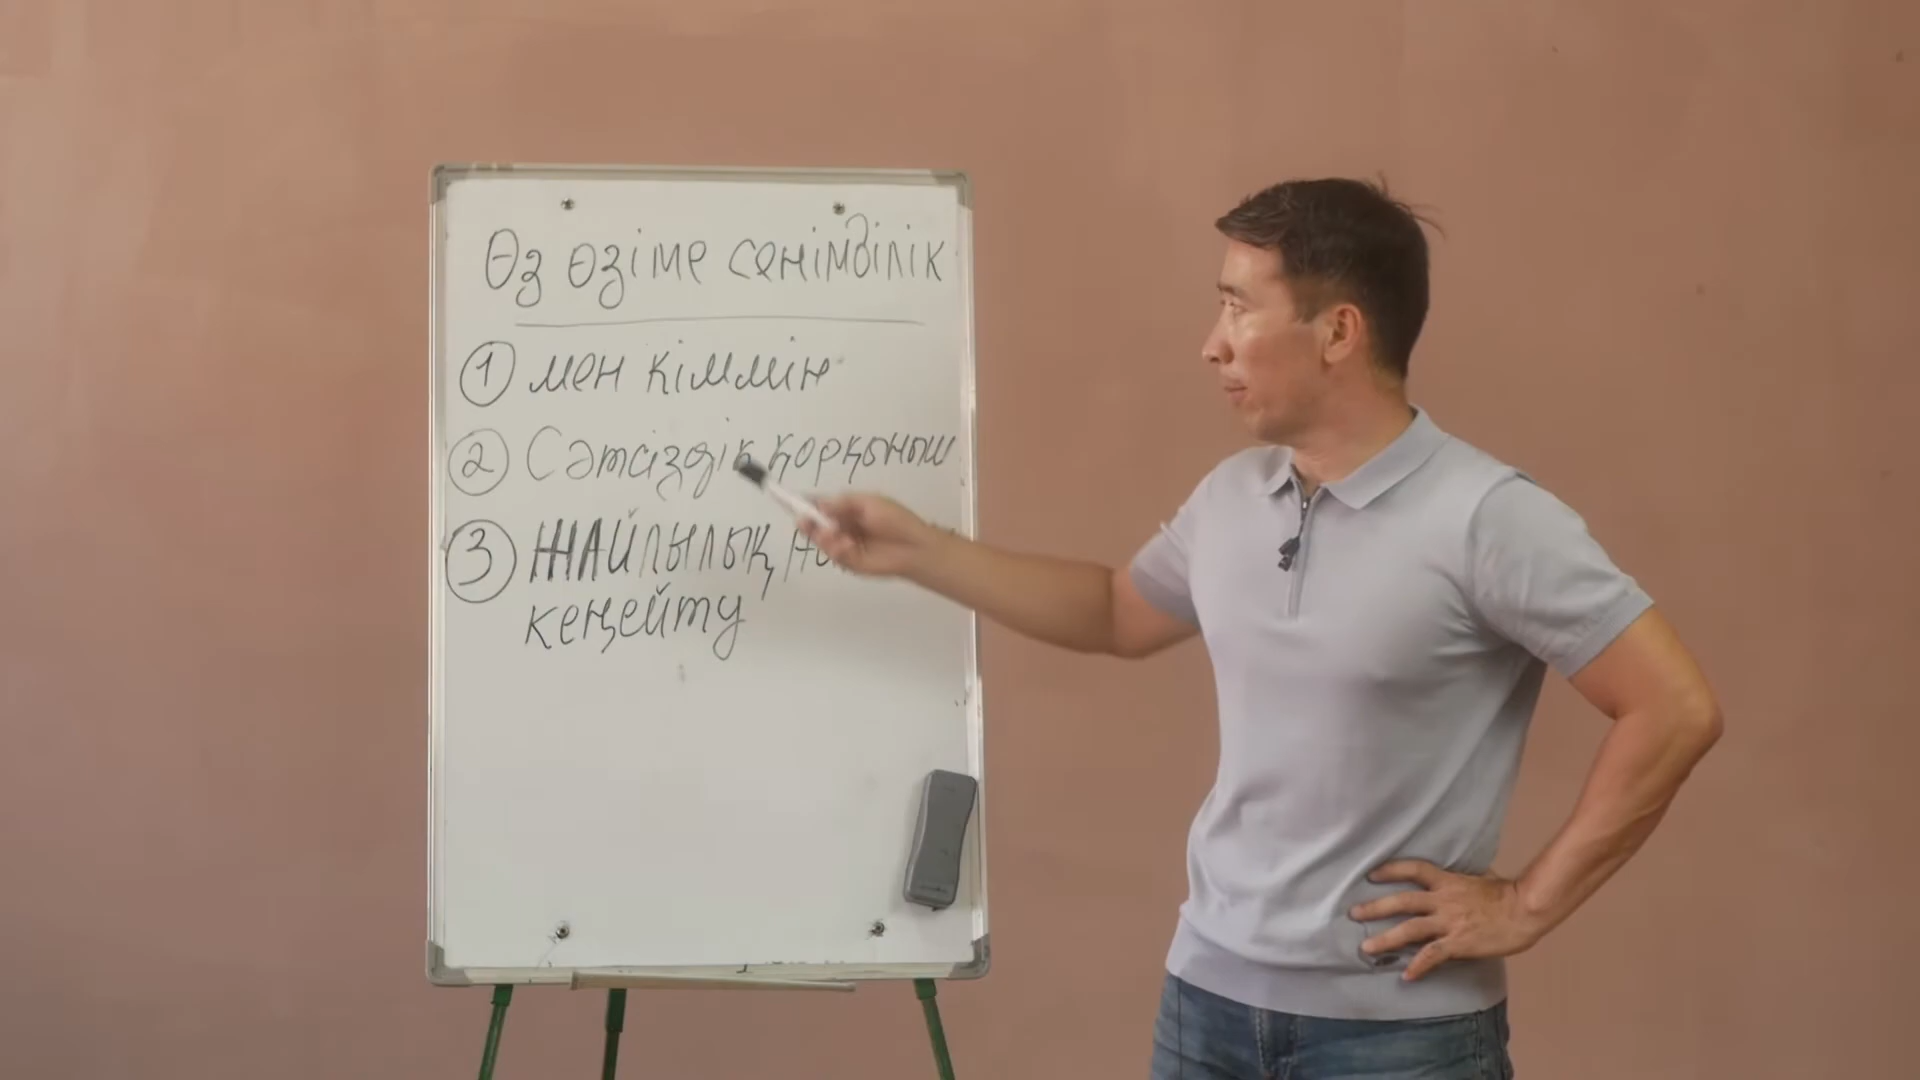 Өз өзіме сенімділік
1 мен кіммін
2 Сәтсіздік қорқыныш
3 ЖАЙЛЫЛЫҚ
кеңейту